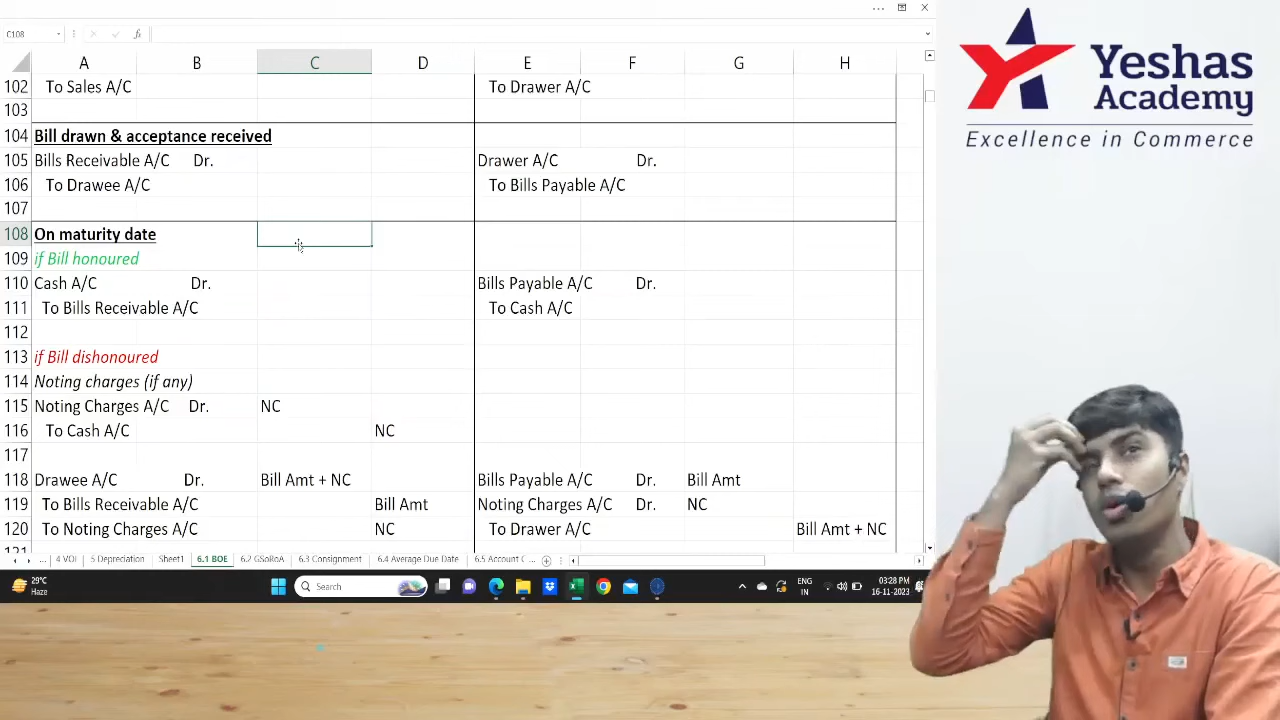 C108
fx
A B C D E F G H
102 To Sales A/C To Drawer A/C
103
104 Bill drawn & acceptance received
105 Bills Receivable A/C Dr. Drawer A/C Dr.
106 To Drawee A/C To Bills Payable A/C
107
108 On maturity date
109 if Bill honoured
110 Cash A/C Dr. Bills Payable A/C Dr.
111 To Bills Receivable A/C To Cash A/C
112
113 if Bill dishonoured
114 Noting charges (if any)
115 Noting Charges A/C Dr. NC
116 To Cash A/C NC
117
118 Drawee A/C Dr. Bill Amt + NC Bills Payable A/C Dr. Bill Amt
119 To Bills Receivable A/C Bill Amt Noting Charges A/C Dr. NC
120 To Noting Charges A/C NC To Drawer A/C Bill Amt + NC
121
... 4 VOI 5 Depreciation Sheet1 6.1 BOE 6.2 GSoRoA 6.3 Consignment 6.4 Average Due Date 6.5 Account C ...
29°C
Haze
Search
ENG
IN
03:28 PM
16-11-2023
Yeshas
Academy
Excellence in Commerce